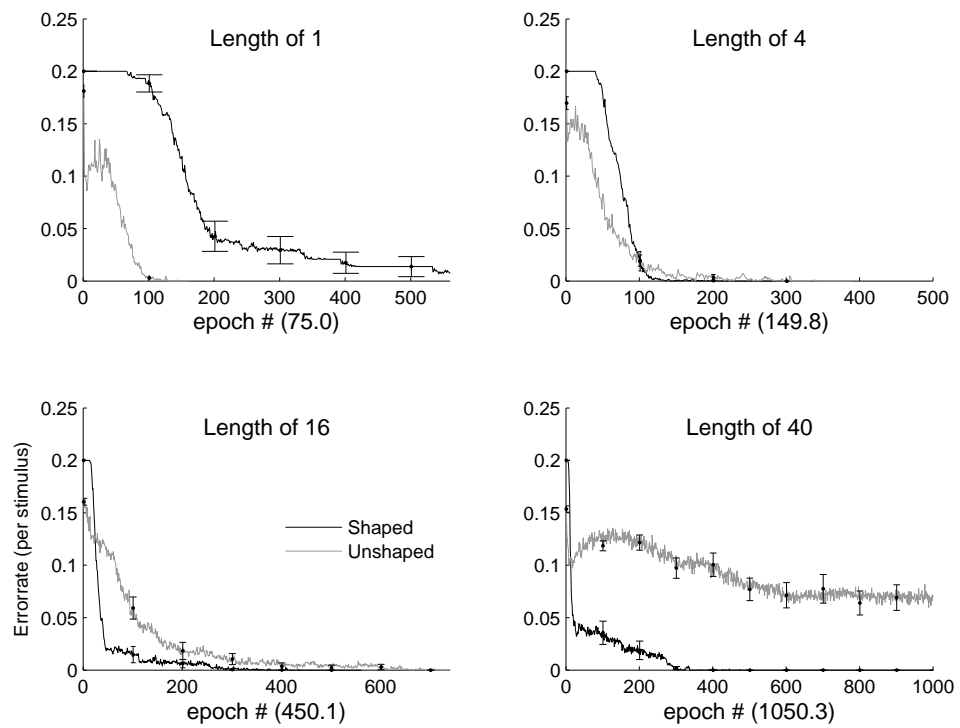 Length of 1
0.25
0.2
0.15
0.1
0.05
0
0 100 200 300 400 500
epoch # (75.0)
Length of 4
0.25
0.2
0.15
0.1
0.05
0
0 100 200 300 400 500
epoch # (149.8)
Length of 16
Errorrate (per stimulus)
0.25
0.2
0.15
0.1
0.05
0
Shaped
Unshaped
0 200 400 600
epoch # (450.1)
Length of 40
0.25
0.2
0.15
0.1
0.05
0
0 200 400 600 800 1000
epoch # (1050.3)